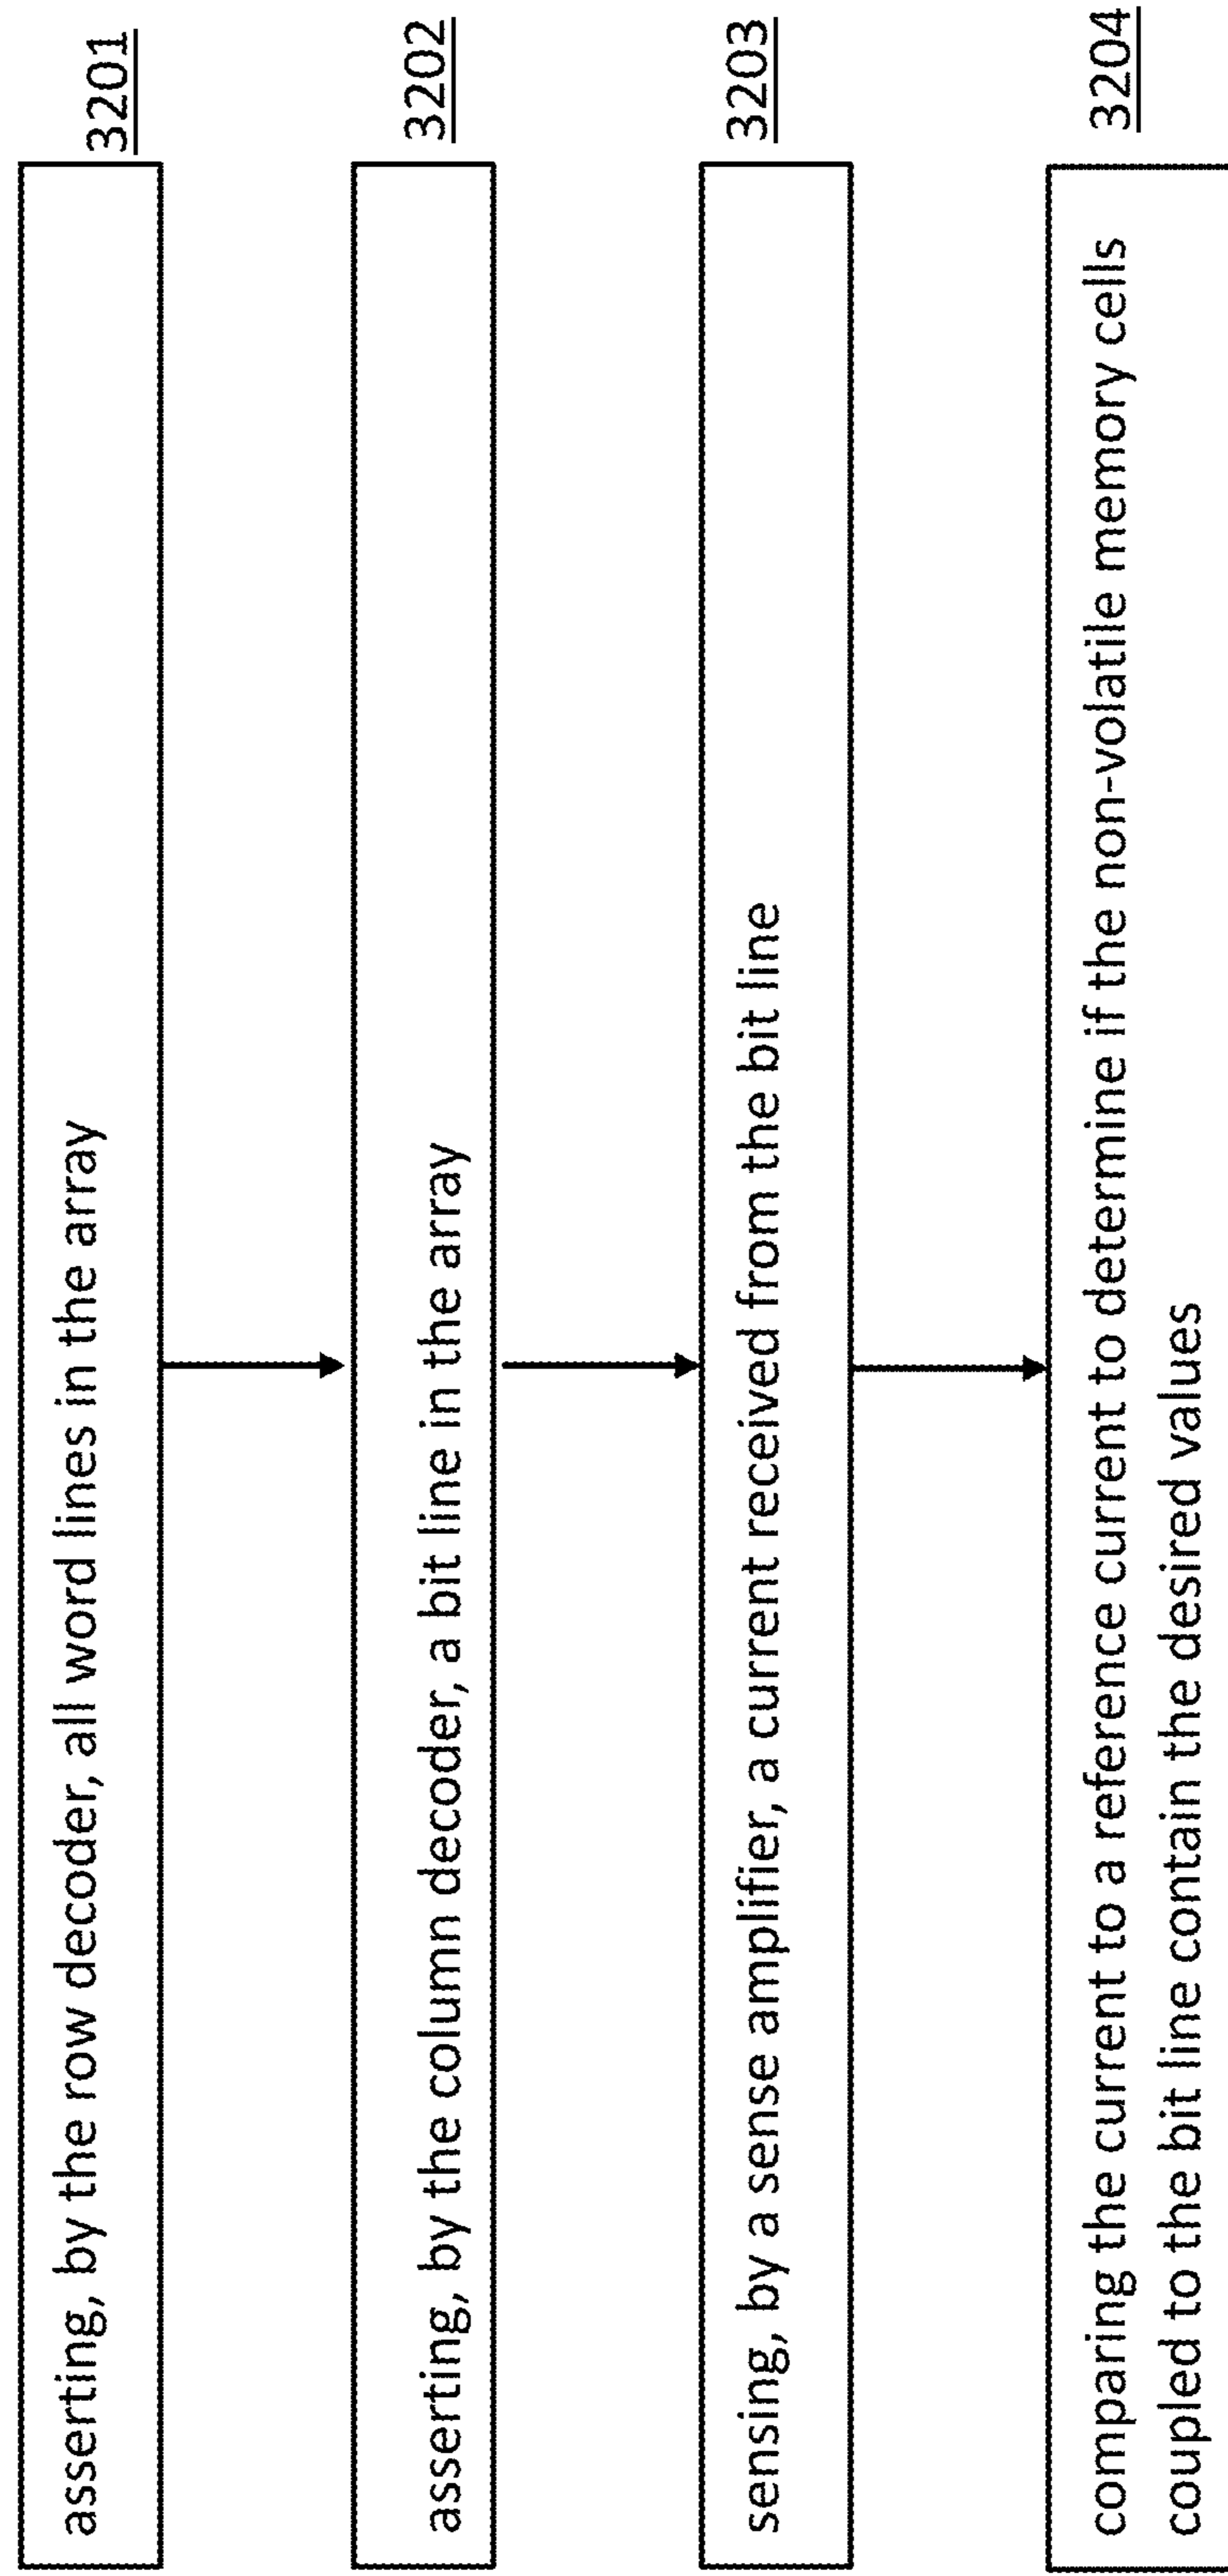 asserting, by the row decoder, all word lines in the array
3201
asserting, by the column decoder, a bit line in the array
3202
sensing, by a sense amplifier, a current received from the bit line
3203
comparing the current to a reference current to determine if the non-volatile memory cells
coupled to the bit line contain the desired values
3204